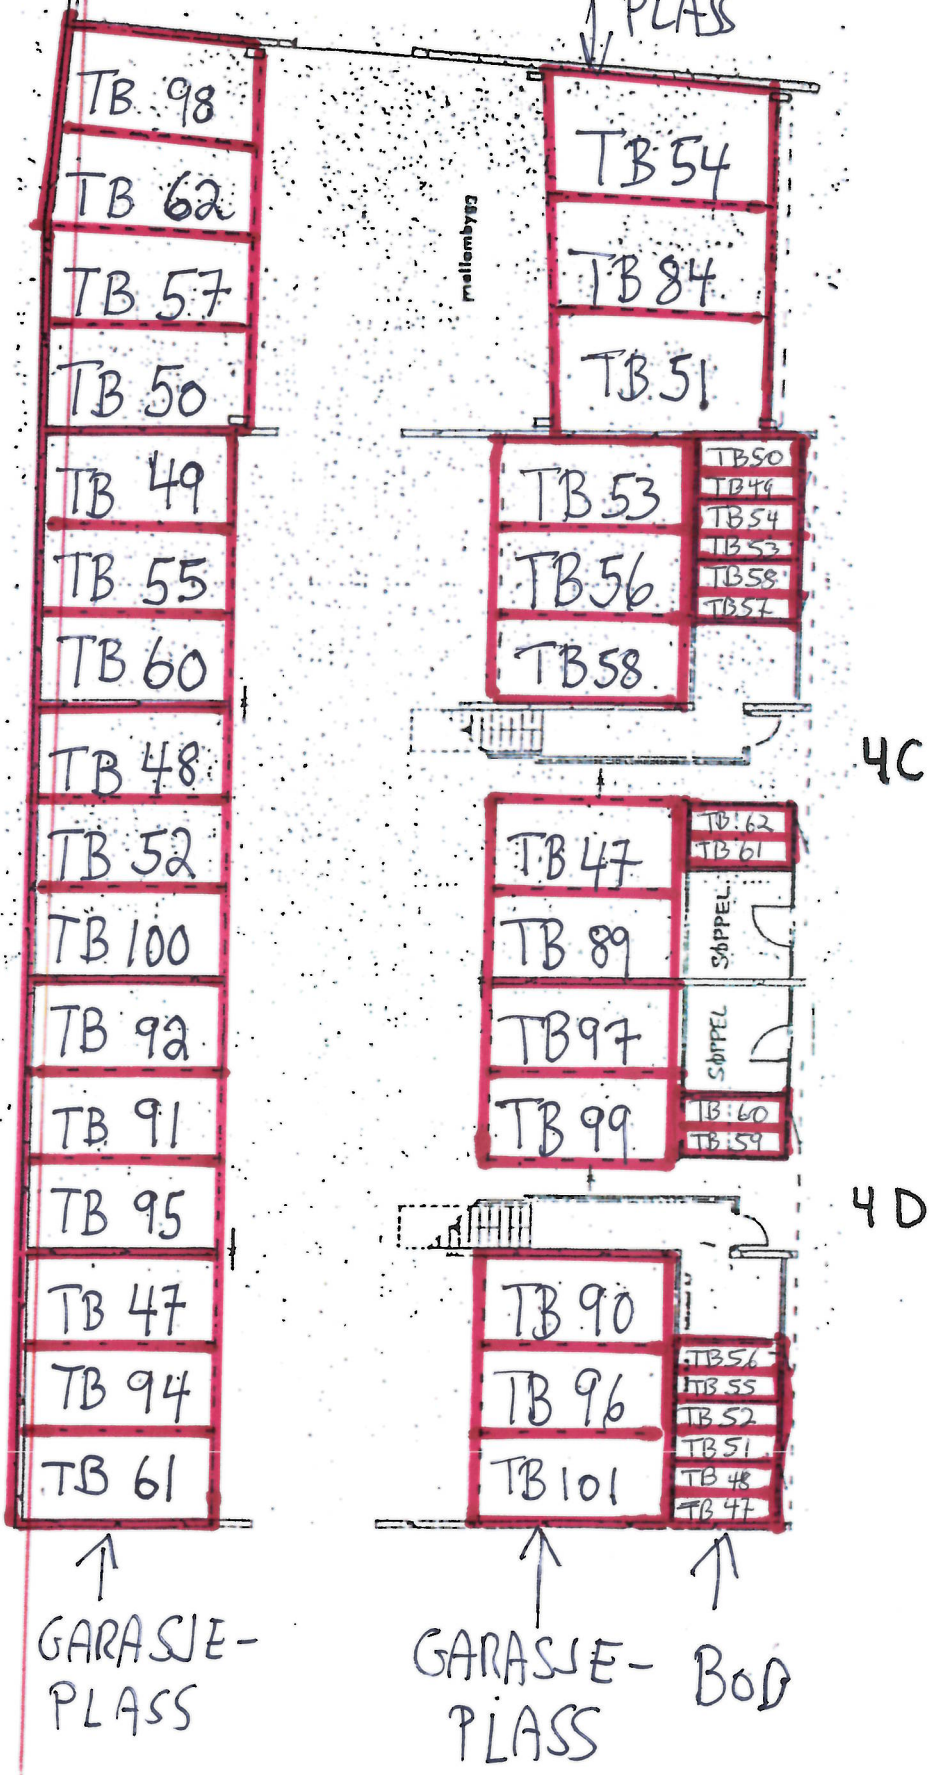 PLASS
TB 98
TB 62
TB 57
TB 50
TB 49
TB 55
TB 60
TB 48
TB 52
TB 100
TB 92
TB 91
TB 95
TB 47
TB 94
TB 61
GARASJE-
PLASS
mellombygg
TB 54
TB 84
TB 51
TB 53
TB 56
TB 58
TB 47
TB 89
TB 97
TB 99
TB 90
TB 96
TB 101
GARASJE-
PLASS
TB 50
TB 49
TB 54
TB 53
TB 58
TB 57
TB 62
TB 61
SØPPEL
SØPPEL
TB 60
TB 59
TB 56
TB 55
TB 52
TB 51
TB 48
TB 47
BOD
4C
4D